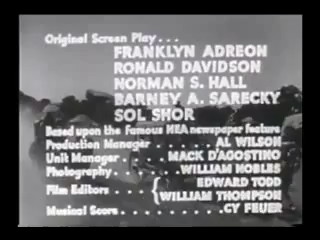 Original Screen Play . . .
FRANKLYN ADREON
RONALD DAVIDSON
NORMAN S. HALL
BARNEY A. SARECKY
SOL SHOR
Based upon the Famous NEA newspaper feature
Production Manager . . . . . . . AL WILSON
Unit Manager . . . . . MACK D'AGOSTINO
Photography . . . . . . . WILLIAM NOBLES
Film Editors . . . . { EDWARD TODD
WILLIAM THOMPSON
Musical Score . . . . . . . . . CY FEUER